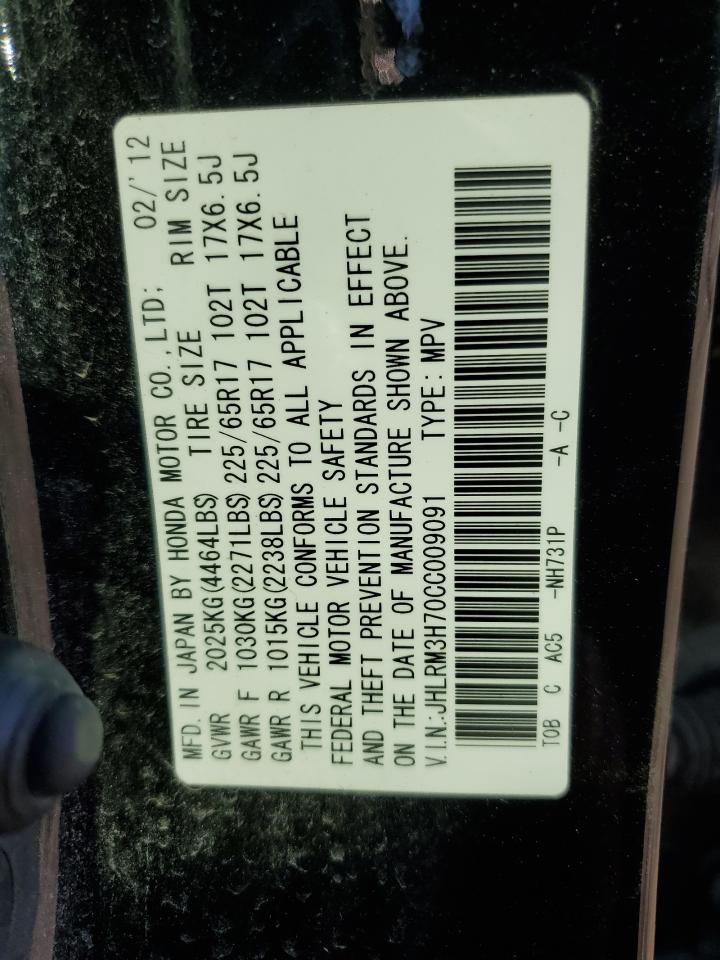 MFD. IN JAPAN BY HONDA MOTOR CO.,LTD; 02/'12
GVWR 2025KG(4464LBS) TIRE SIZE RIM SIZE
GAWR F 1030KG(2271LBS) 225/65R17 102T 17X6.5J
GAWR R 1015KG(2238LBS) 225/65R17 102T 17X6.5J
THIS VEHICLE CONFORMS TO ALL APPLICABLE
FEDERAL MOTOR VEHICLE SAFETY
AND THEFT PREVENTION STANDARDS IN EFFECT
ON THE DATE OF MANUFACTURE SHOWN ABOVE.
V.I.N.:JHLRM3H70CC009091 TYPE:MPV
TOB C AC5 -NH731P -A -C